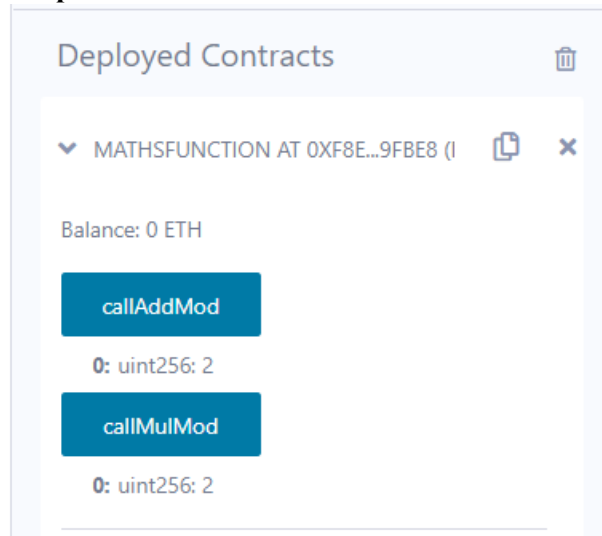 Deployed Contracts
MATHSFUNCTION AT 0XF8E...9FBE8 (
Balance: 0 ETH
callAddMod
0: uint256: 2
callMulMod
0: uint256: 2